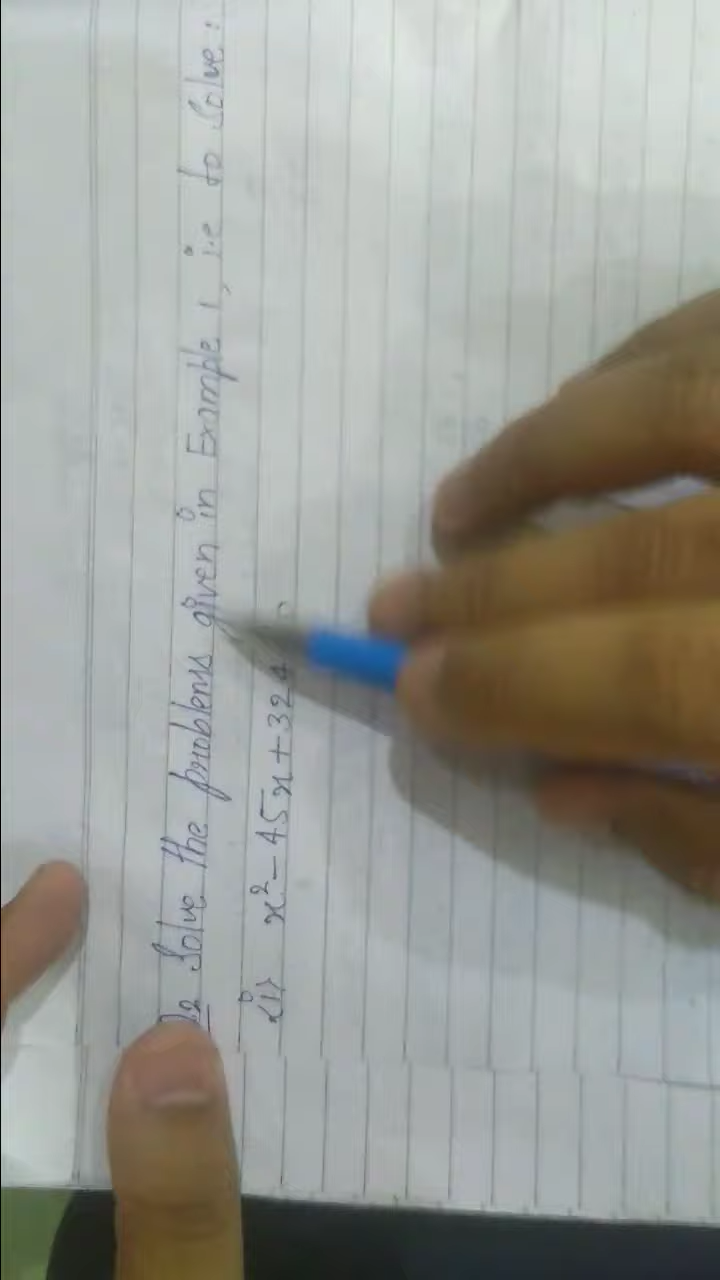 Q2 Solve the problems given in Example 1, i.e to Solve:
(i) x² - 45x + 324